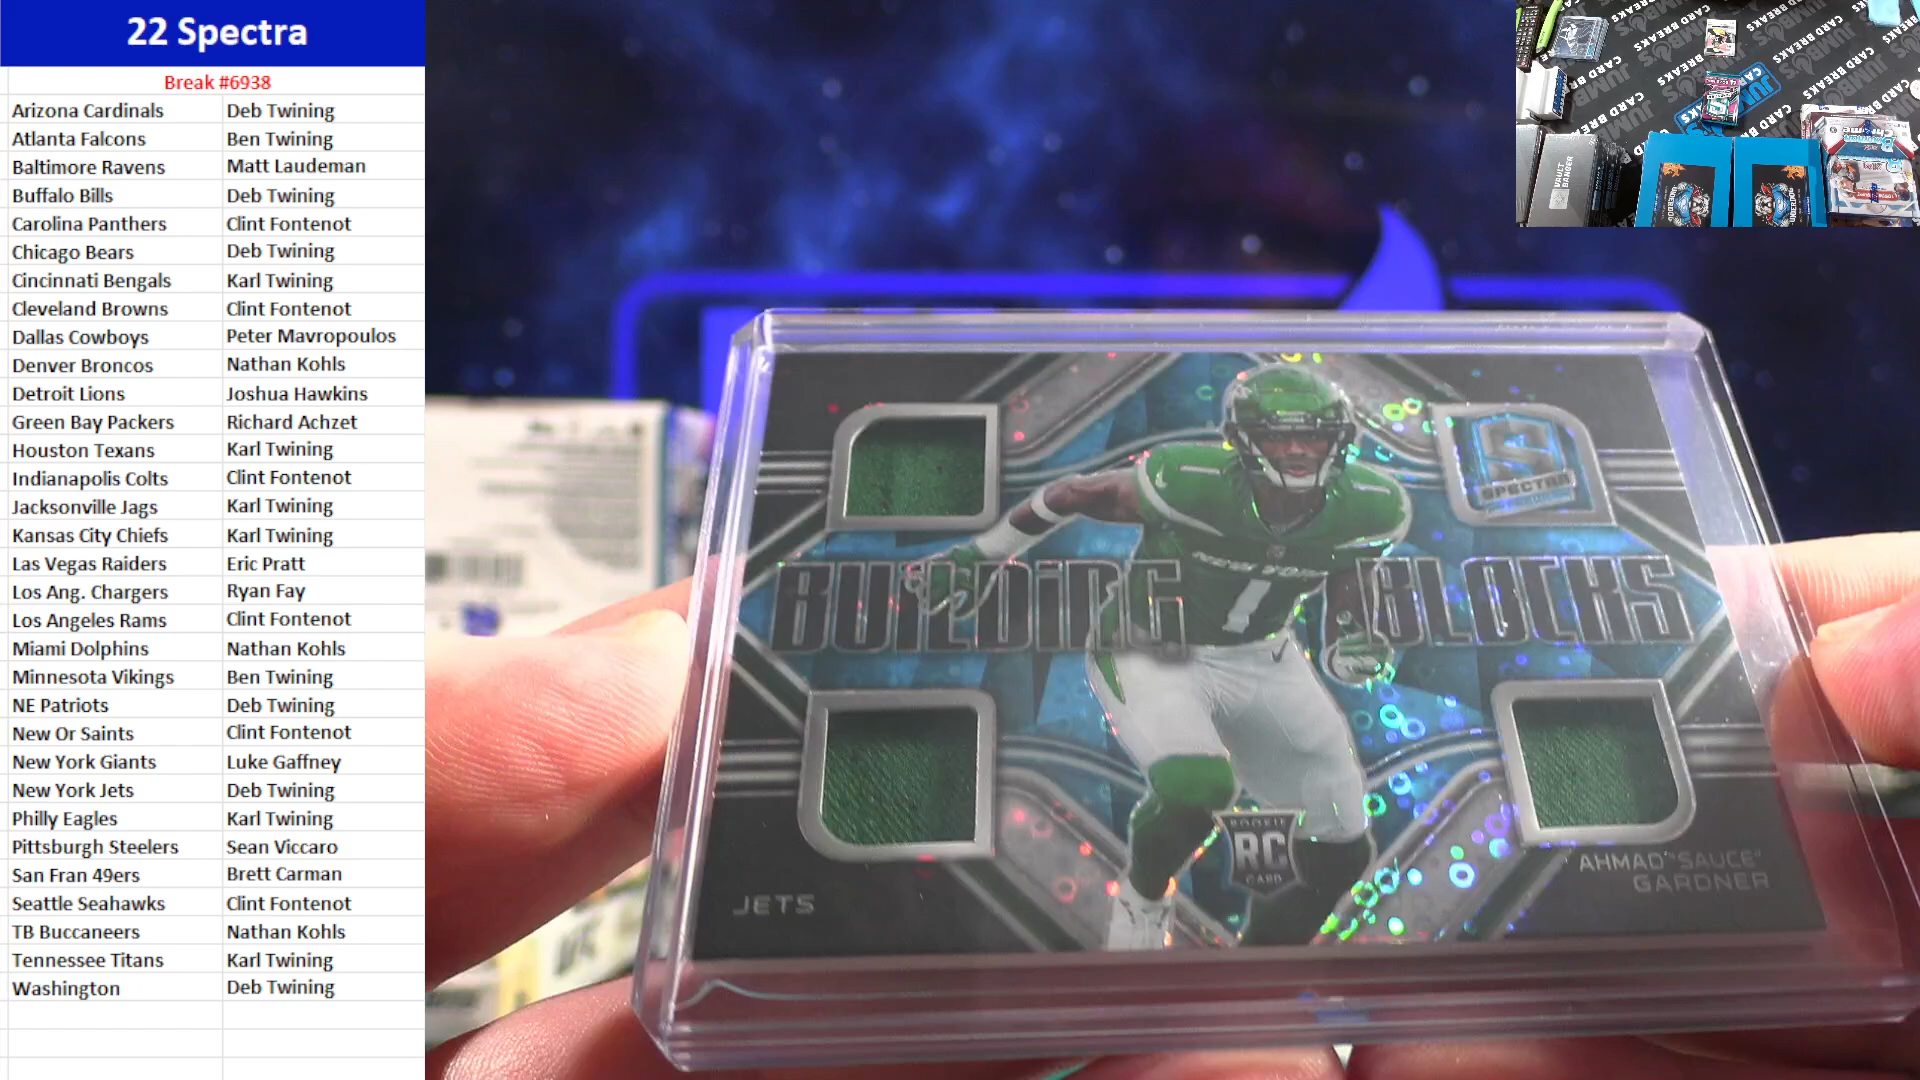 22 Spectra
Break #6938
Arizona Cardinals Deb Twining
Atlanta Falcons Ben Twining
Baltimore Ravens Matt Laudeman
Buffalo Bills Deb Twining
Carolina Panthers Clint Fontenot
Chicago Bears Deb Twining
Cincinnati Bengals Karl Twining
Cleveland Browns Clint Fontenot
Dallas Cowboys Peter Mavropoulos
Denver Broncos Nathan Kohls
Detroit Lions Joshua Hawkins
Green Bay Packers Richard Achzet
Houston Texans Karl Twining
Indianapolis Colts Clint Fontenot
Jacksonville Jags Karl Twining
Kansas City Chiefs Karl Twining
Las Vegas Raiders Eric Pratt
Los Ang. Chargers Ryan Fay
Los Angeles Rams Clint Fontenot
Miami Dolphins Nathan Kohls
Minnesota Vikings Ben Twining
NE Patriots Deb Twining
New Or Saints Clint Fontenot
New York Giants Luke Gaffney
New York Jets Deb Twining
Philly Eagles Karl Twining
Pittsburgh Steelers Sean Viccaro
San Fran 49ers Brett Carman
Seattle Seahawks Clint Fontenot
TB Buccaneers Nathan Kohls
Tennessee Titans Karl Twining
Washington Deb Twining
S
SPECTRA
BUILDING BLOCKS
NEW YORK
1
ROOKIE
RC
CARD
JETS
AHMAD "SAUCE"
GARDNER
CARD BREAKS
JUMBO'S
VAULT
BANGER